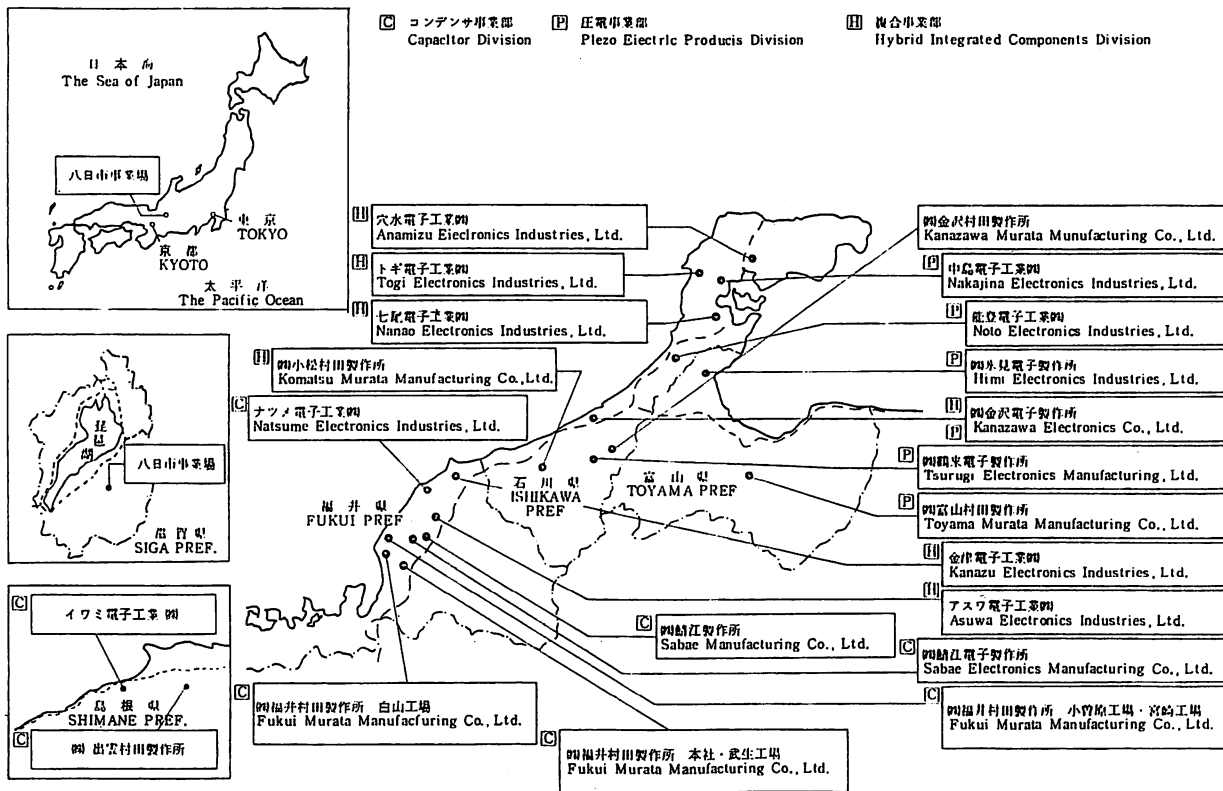 C コンデンサ事業部
Capacitor Division
P 圧電事業部
Piezo Electric Producis Division
H 複合事業部
Hybrid Integrated Components Division
日本海
The Sea of Japan
八日市事業場
東京
TOKYO
京都
KYOTO
太平洋
The Pacific Ocean
琵琶湖
八日市事業場
滋賀県
SIGA PREF.
C
イワミ電子工業㈱
島根県
SHIMANE PREF.
C
㈱出雲村田製作所
H
穴水電子工業㈱
Anamizu Eieclronics Industries, Ltd.
H
トギ電子工業㈱
Togi Electronics Industries, Ltd.
H
七尾電子工業㈱
Nanao Electronics Industries, Ltd.
H
㈱小松村田製作所
Komatsu Murata Manufacturing Co., Ltd.
C
ナツメ電子工業㈱
Natsume Electronics Industries, Ltd.
㈱金沢村田製作所
Kanazawa Murata Munufacturing Co., Ltd.
P
中島電子工業㈱
Nakajina Electronics Industries, Ltd.
P
能登電子工業㈱
Noto Electronics Industries, Ltd.
P
㈱氷見電子製作所
Himi Electronics Industries, Ltd.
H
P
㈱金沢電子製作所
Kanazawa Electronics Co., Ltd.
P
㈱鶴来電子製作所
Tsurugi Electronics Manufacturing, Ltd.
P
㈱富山村田製作所
Toyama Murata Manufacturing Co., Ltd.
H
金津電子工業㈱
Kanazu Electronics Industries, Ltd.
H
アスワ電子工業㈱
Asuwa Electronics Industries, Ltd.
石川県
ISHIKAWA
PREF
富山県
TOYAMA PREF
福井県
FUKUI PREF
C
㈱鯖江製作所
Sabae Manufacturing Co., Ltd.
C
㈱鯖江電子製作所
Sabae Electronics Manufacturing Co., Ltd.
C
㈱福井村田製作所 白山工場
Fukui Murata Manufacfuring Co., Ltd.
C
㈱福井村田製作所 小曽原工場・宮崎工場
Fukui Murata Manufacturing Co., Ltd.
C
㈱福井村田製作所 本社・武生工場
Fukui Murata Manufacturing Co., Ltd.